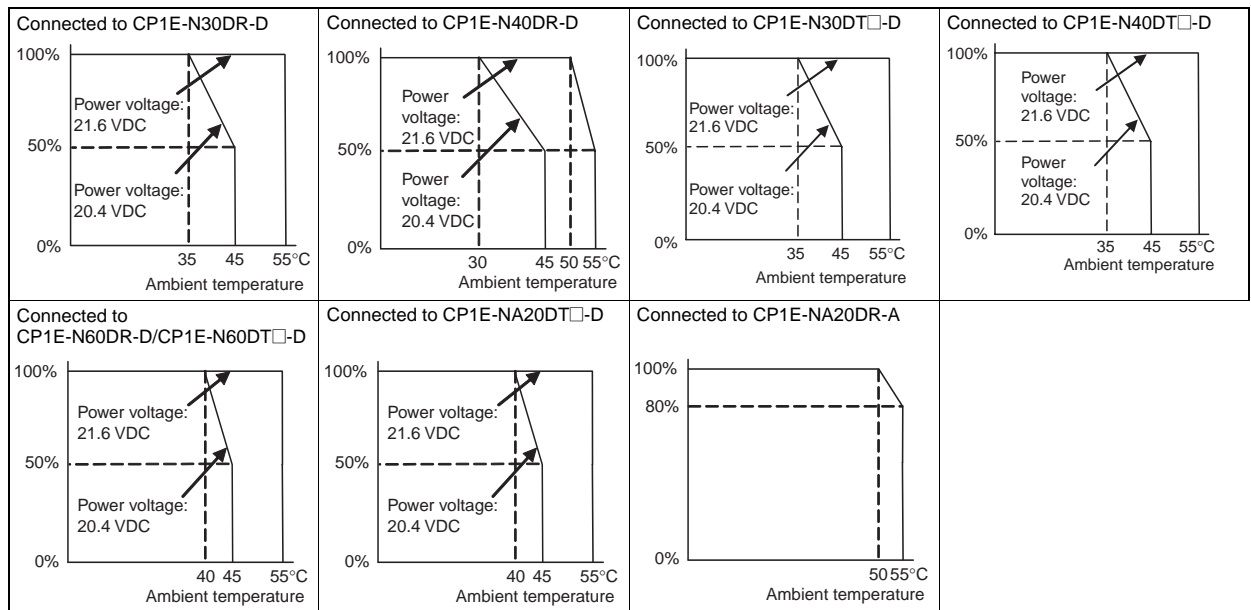 Connected to CP1E-N30DR-D
100%
Power voltage:
21.6 VDC
50%
Power voltage:
20.4 VDC
0%
35 45 55°C
Ambient temperature
Connected to CP1E-N40DR-D
100%
Power
voltage:
21.6 VDC
50%
Power
voltage:
20.4 VDC
0%
30 45 50 55°C
Ambient temperature
Connected to CP1E-N30DT□-D
100%
Power voltage:
21.6 VDC
50%
Power voltage:
20.4 VDC
0%
35 45 55°C
Ambient temperature
Connected to CP1E-N40DT□-D
100%
Power
voltage:
21.6 VDC
50%
Power
voltage:
20.4 VDC
0%
35 45 55°C
Ambient temperature
Connected to
CP1E-N60DR-D/CP1E-N60DT□-D
100%
Power voltage:
21.6 VDC
50%
Power voltage:
20.4 VDC
0%
40 45 55°C
Ambient temperature
Connected to CP1E-NA20DT□-D
100%
Power voltage:
21.6 VDC
50%
Power voltage:
20.4 VDC
0%
40 45 55°C
Ambient temperature
Connected to CP1E-NA20DR-A
100%
80%
0%
50 55°C
Ambient temperature